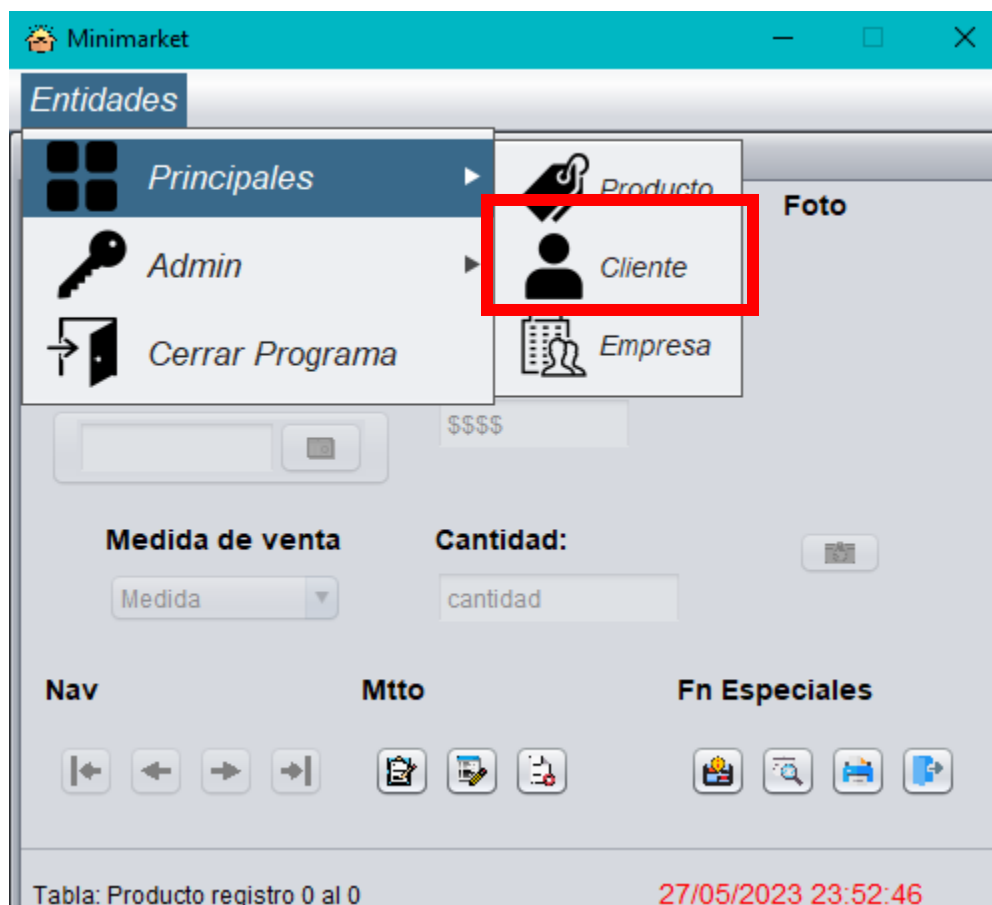 Minimarket
Entidades
Principales
Producto
Foto
Admin
Cliente
Cerrar Programa
Empresa
$$$$
Medida de venta
Cantidad:
Medida
cantidad
Nav
Mtto
Fn Especiales
Tabla: Producto registro 0 al 0
27/05/2023 23:52:46